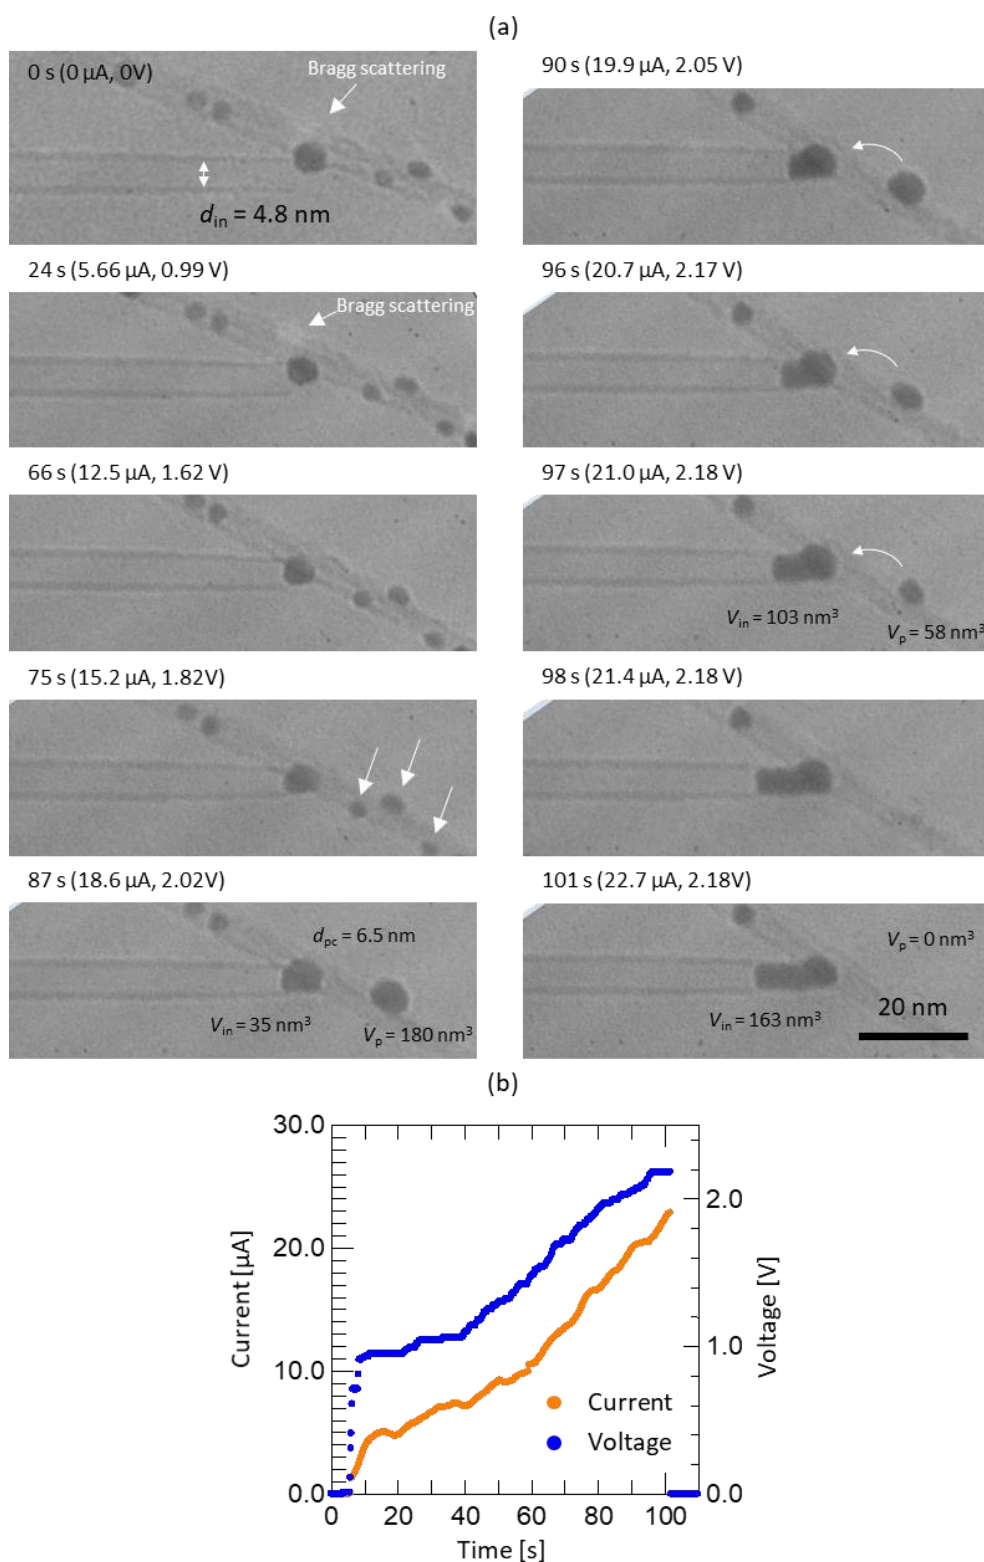 (a)
0 s (0 µA, 0V)
Bragg scattering
d_in = 4.8 nm
24 s (5.66 µA, 0.99 V)
Bragg scattering
66 s (12.5 µA, 1.62 V)
75 s (15.2 µA, 1.82V)
87 s (18.6 µA, 2.02V)
d_pc = 6.5 nm
V_in = 35 nm³
V_p = 180 nm³
90 s (19.9 µA, 2.05 V)
96 s (20.7 µA, 2.17 V)
97 s (21.0 µA, 2.18 V)
V_in = 103 nm³
V_p = 58 nm³
98 s (21.4 µA, 2.18 V)
101 s (22.7 µA, 2.18V)
V_p = 0 nm³
20 nm
V_in = 163 nm³
(b)
30.0
20.0
10.0
0.0
Current [µA]
2.0
1.0
0.0
Voltage [V]
Current
Voltage
0 20 40 60 80 100
Time [s]